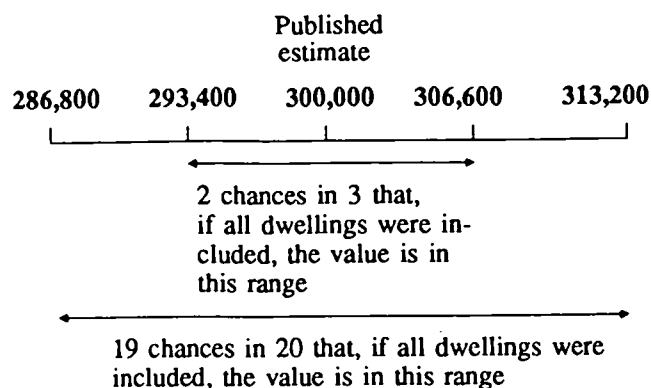 Published
estimate
286,800 293,400 300,000 306,600 313,200
2 chances in 3 that,
if all dwellings were in-
cluded, the value is in
this range
19 chances in 20 that, if all dwellings were
included, the value is in this range